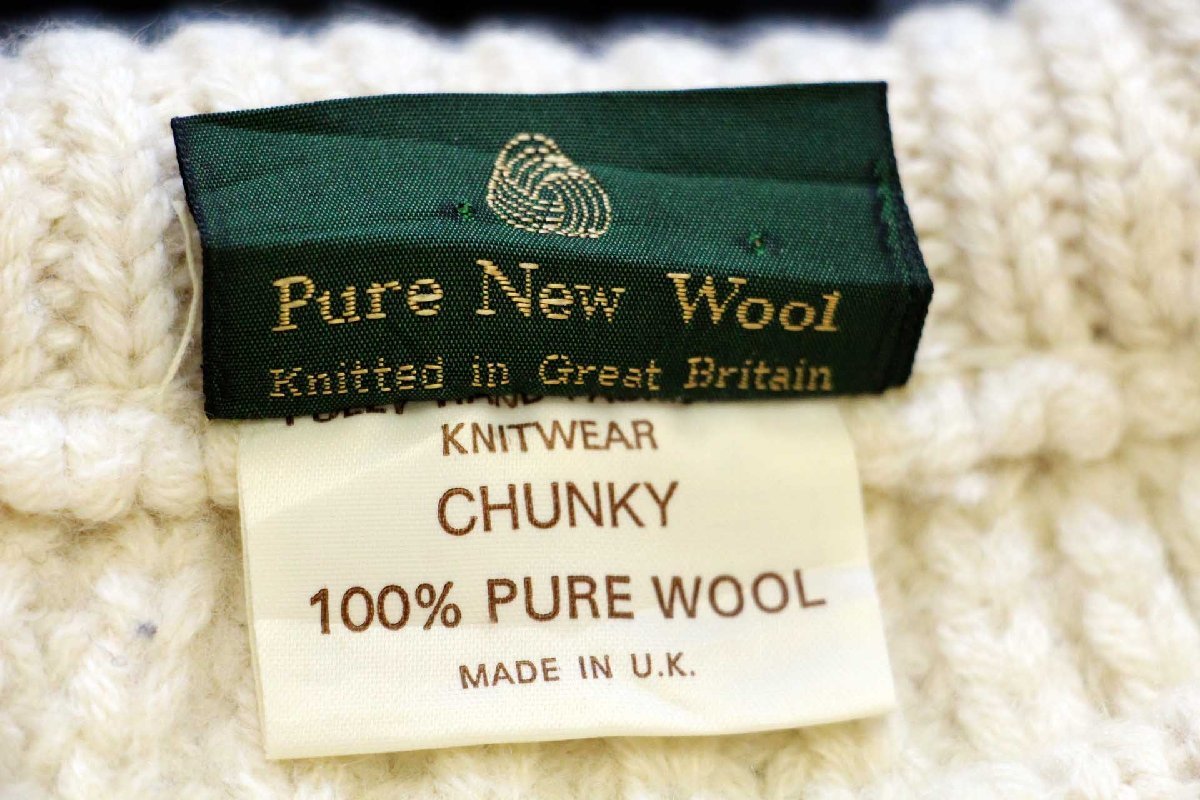 Pure New Wool
Knitted in Great Britain
KNITWEAR
CHUNKY
100% PURE WOOL
MADE IN U.K.